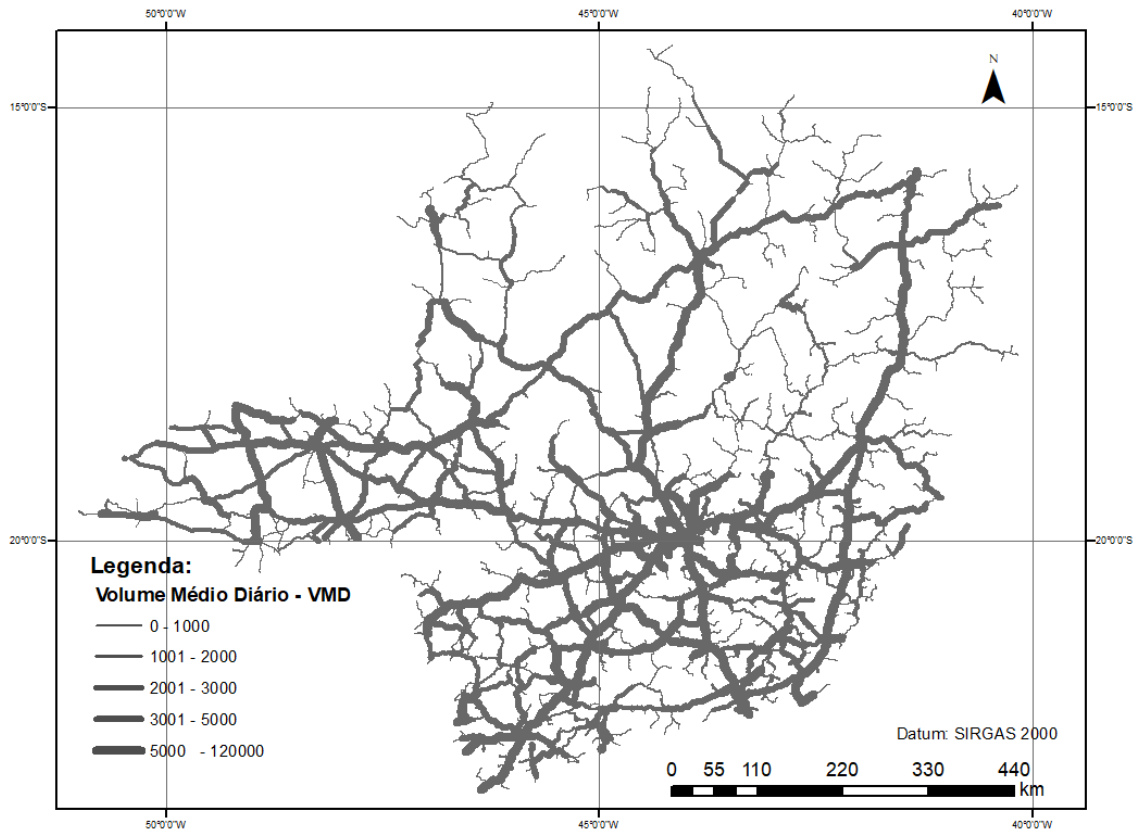 50°0'0"W 45°0'0"W 40°0'0"W
N
15°0'0"S 15°0'0"S
20°0'0"S 20°0'0"S
Legenda:
Volume Médio Diário - VMD
0 - 1000
1001 - 2000
2001 - 3000
3001 - 5000
5000 - 120000
Datum: SIRGAS 2000
0 55 110 220 330 440
km
50°0'0"W 45°0'0"W 40°0'0"W